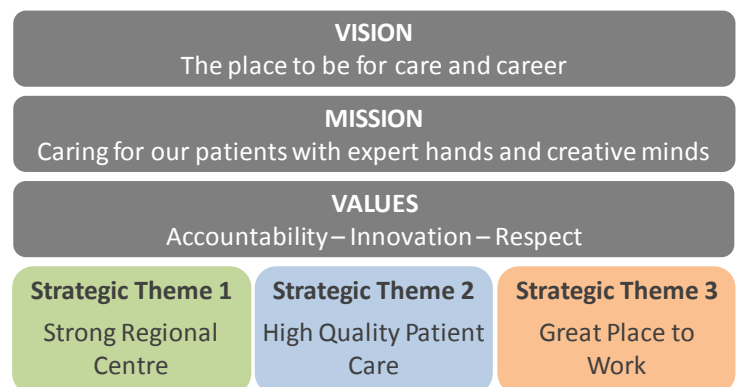 VISION
The place to be for care and career
MISSION
Caring for our patients with expert hands and creative minds
VALUES
Accountability – Innovation – Respect
Strategic Theme 1
Strong Regional
Centre
Strategic Theme 2
High Quality Patient
Care
Strategic Theme 3
Great Place to
Work